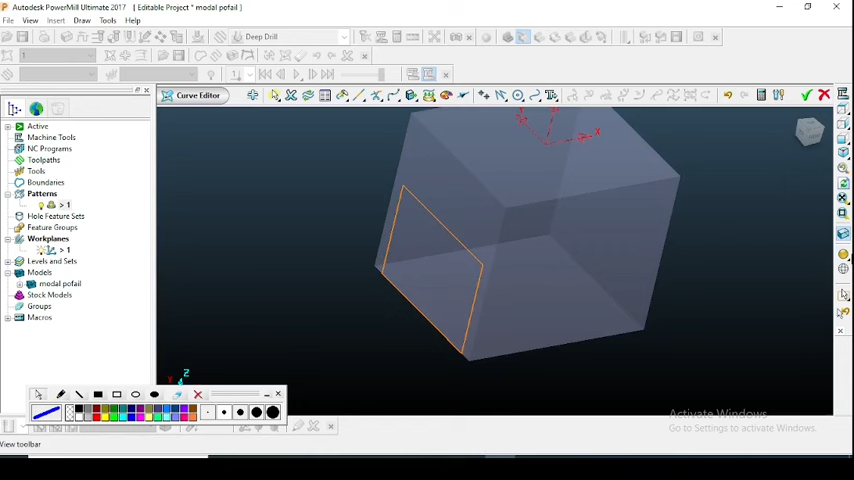 Autodesk PowerMill Ultimate 2017 - [ Editable Project * modal pofail ]
File View Insert Draw Tools Help
Deep Drill
1
1
Curve Editor
Active
Machine Tools
NC Programs
Toolpaths
Tools
Boundaries
Patterns
> 1
Hole Feature Sets
Feature Groups
Workplanes
> 1
Levels and Sets
Models
modal pofail
Stock Models
Groups
Macros
X
Z
Activate Windows
Go to Settings to activate Windows.
View toolbar